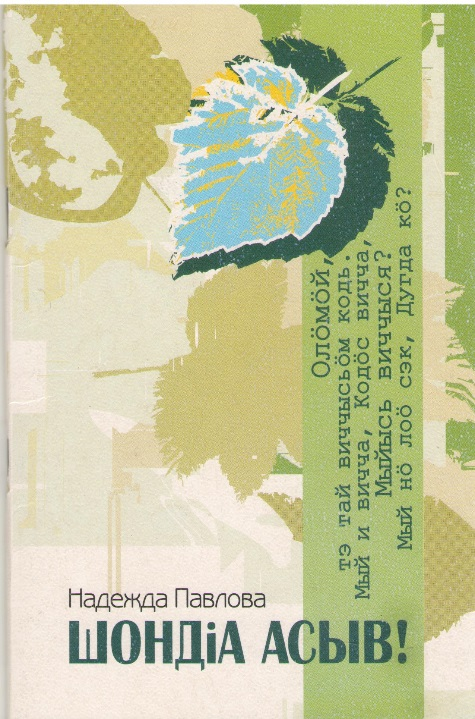 Олӧмӧй,
тэ тай виччысьӧм кодь.
Мый и вичча, Кодӧс вичча,
Мыйысь виччыся?
Мый нӧ лоӧ сэк, Дугда кӧ?
Надежда Павлова
ШОНДіА АСЫВ!